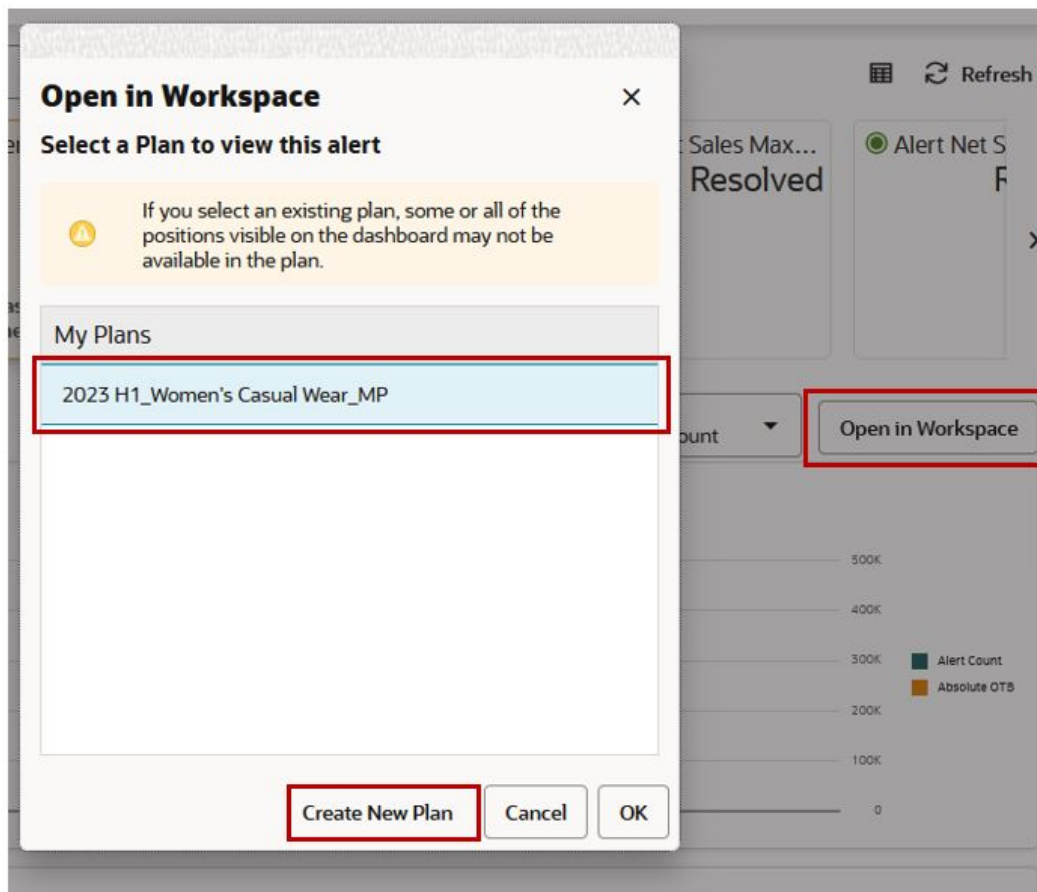 Open in Workspace
Select a Plan to view this alert
If you select an existing plan, some or all of the
positions visible on the dashboard may not be
available in the plan.
My Plans
2023 H1_Women's Casual Wear_MP
Create New Plan
Cancel
OK
Refresh
Sales Max...
Resolved
Alert Net S
Open in Workspace
500K
400K
300K
200K
100K
0
Alert Count
Absolute OTB